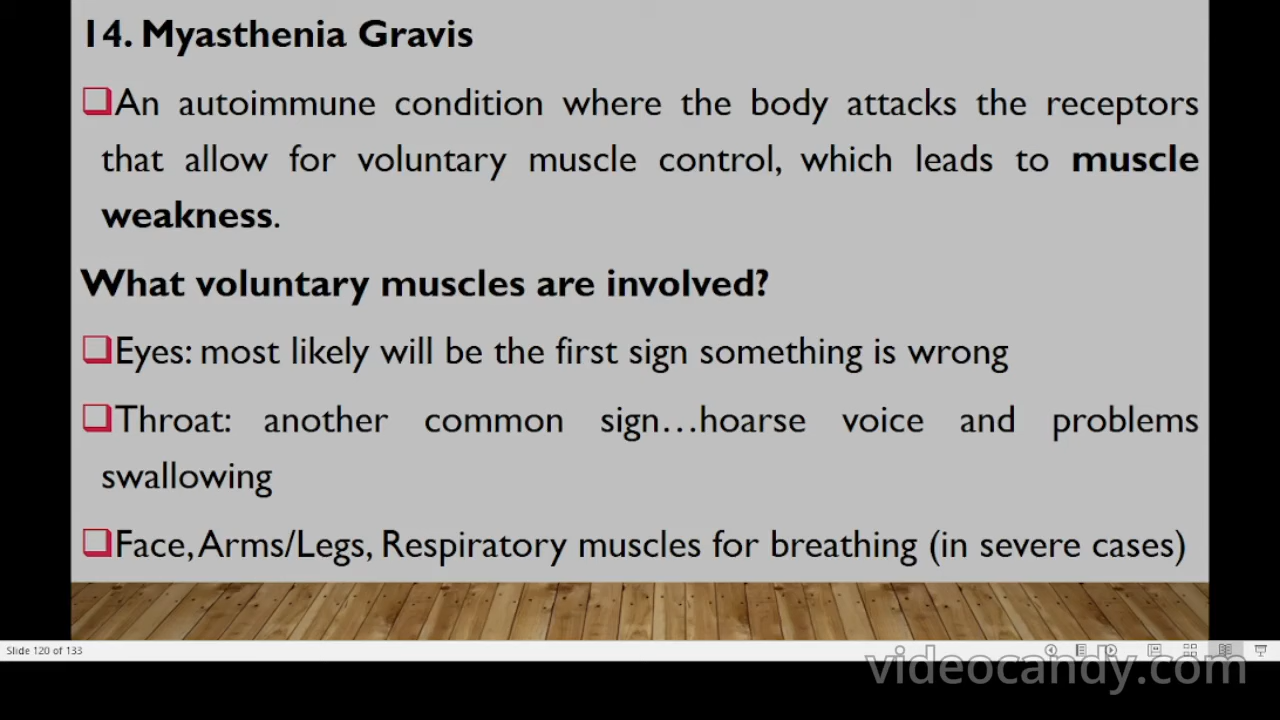 14. Myasthenia Gravis
❑An autoimmune condition where the body attacks the receptors
that allow for voluntary muscle control, which leads to muscle
weakness.
What voluntary muscles are involved?
❑Eyes: most likely will be the first sign something is wrong
❑Throat: another common sign…hoarse voice and problems
swallowing
❑Face, Arms/Legs, Respiratory muscles for breathing (in severe cases)
Slide 120 of 133
videocandy.com